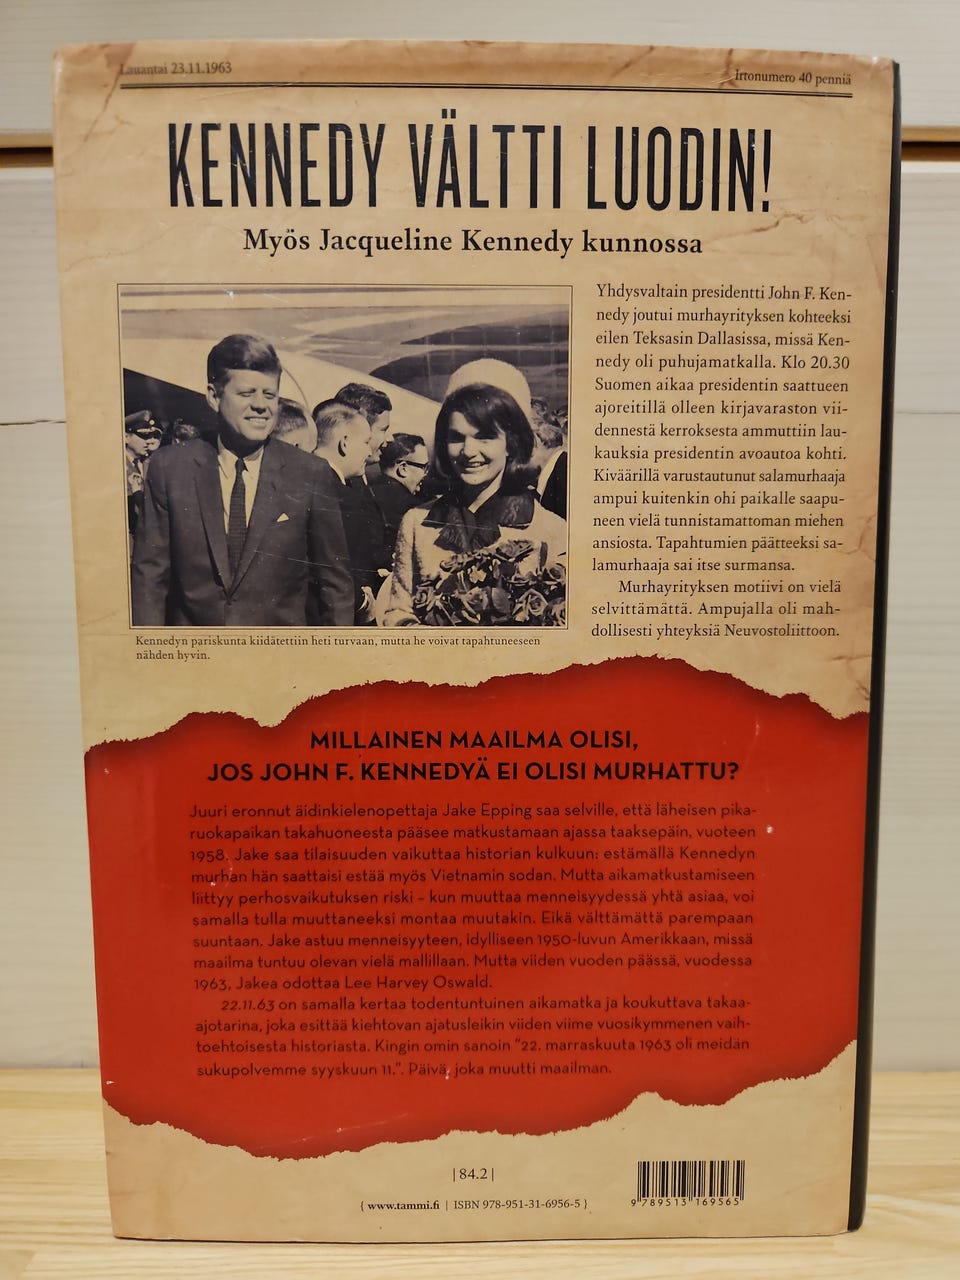 Lauantai 23.11.1963
Irtonumero 40 penniä
KENNEDY VÄLTTI LUODIN!
Myös Jacqueline Kennedy kunnossa
Yhdysvaltain presidentti John F. Ken-
nedy joutui murhayrityksen kohteeksi
eilen Teksasin Dallasissa, missä Ken-
nedy oli puhujamatkalla. Klo 20.30
Suomen aikaa presidentin saattueen
ajoreitillä olleen kirjavaraston vii-
dennestä kerroksesta ammuttiin lau-
kauksia presidentin avoautoa kohti.
Kiväärillä varustautunut salamurhaaja
ampui kuitenkin ohi paikalle saapu-
neen vielä tunnistamattoman miehen
ansiosta. Tapahtumien päätteeksi sa-
lamurhaaja sai itse surmansa.
Murhayrityksen motiivi on vielä
selvittämättä. Ampujalla oli mah-
dollisesti yhteyksiä Neuvostoliittoon.
Kennedyn pariskunta kiidätettiin heti turvaan, mutta he voivat tapahtuneeseen
nähden hyvin.
MILLAINEN MAAILMA OLISI,
JOS JOHN F. KENNEDYÄ EI OLISI MURHATTU?
Juuri eronnut äidinkielenopettaja Jake Epping saa selville, että läheisen pika-
ruokapaikan takahuoneesta pääsee matkustamaan ajassa taaksepäin, vuoteen
1958. Jake saa tilaisuuden vaikuttaa historian kulkuun: estämällä Kennedyn
murhan hän saattaisi estää myös Vietnamin sodan. Mutta aikamatkustamiseen
liittyy perhosvaikutuksen riski – kun muuttaa menneisyydessä yhtä asiaa, voi
samalla tulla muuttaneeksi montaa muutakin. Eikä välttämättä parempaan
suuntaan. Jake astuu menneisyyteen, idylliseen 1950-luvun Amerikkaan, missä
maailma tuntuu olevan vielä mallillaan. Mutta viiden vuoden päässä, vuodessa
1963, Jakea odottaa Lee Harvey Oswald.
22.11.63 on samalla kertaa todentuntuinen aikamatka ja koukuttava takaa-
ajotarina, joka esittää kiehtovan ajatusleikin viiden viime vuosikymmenen vaih-
toehtoisesta historiasta. Kingin omin sanoin "22. marraskuuta 1963 oli meidän
sukupolvemme syyskuun 11.". Päivä, joka muutti maailman.
| 84.2 |
{ www.tammi.fi | ISBN 978-951-31-6956-5 }
9 789513 169565